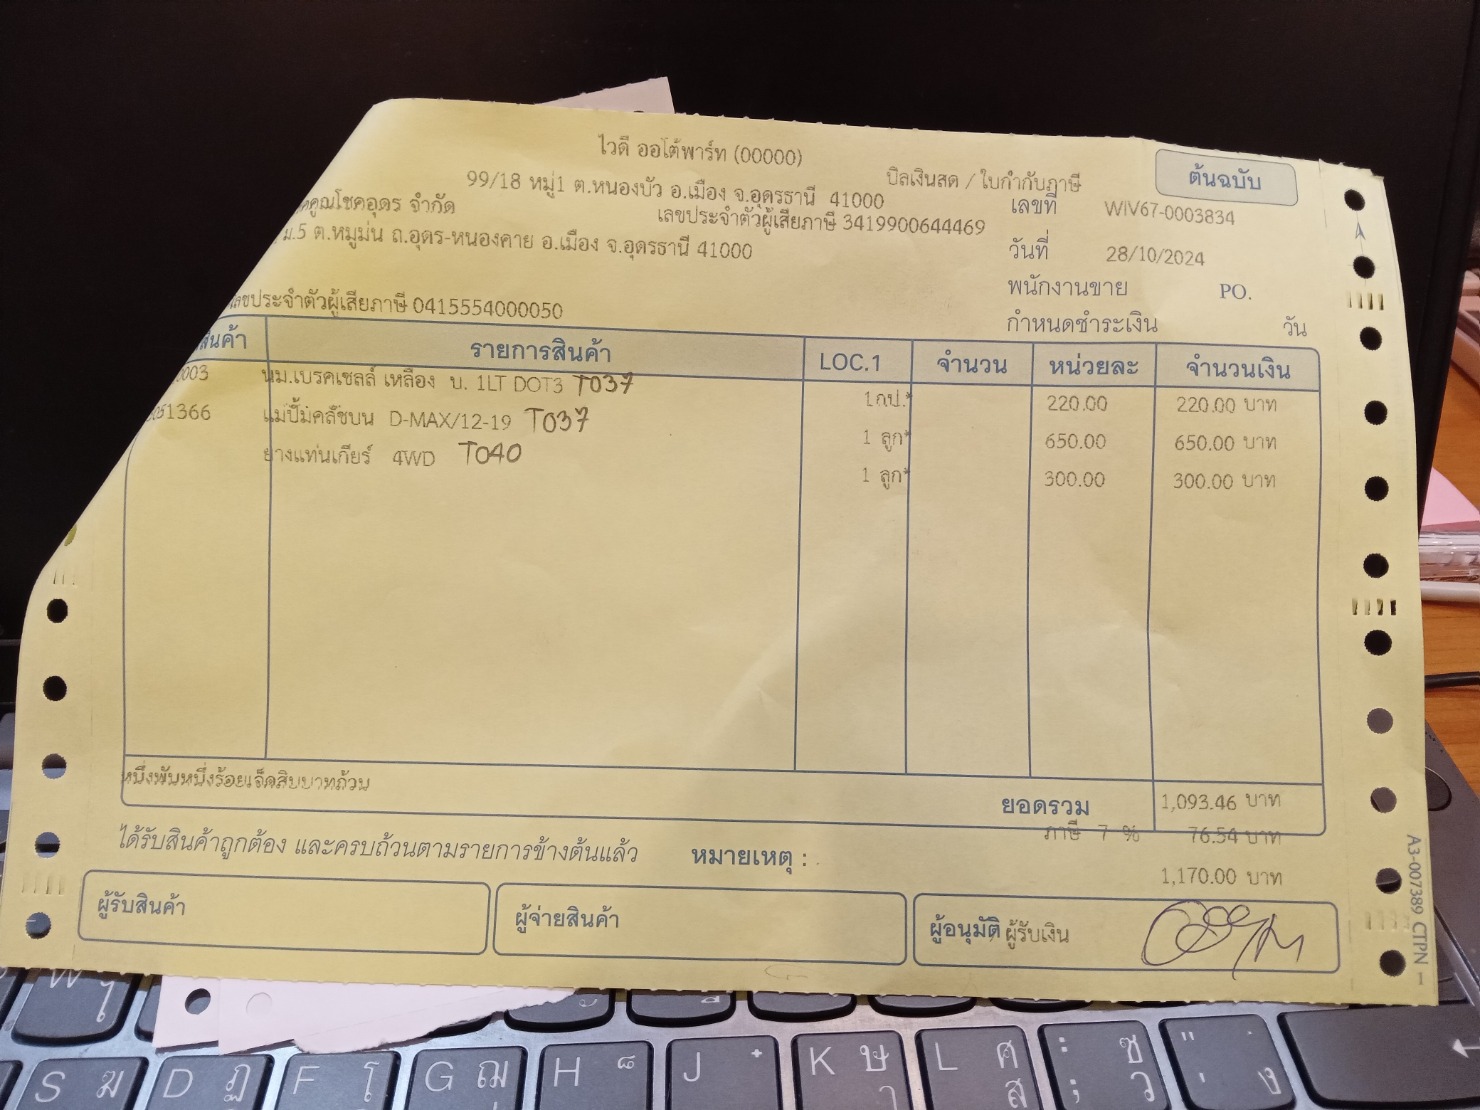 ไวดี ออโต้พาร์ท (00000)
บิลเงินสด / ใบกำกับภาษี
ต้นฉบับ
99/18 หมู่1 ต.หนองบัว อ.เมือง จ.อุดรธานี 41000
เลขประจำตัวผู้เสียภาษี 3419900644469
เลขที่ WIV67-0003834
คูณโชคอุดร จำกัด
ม.5 ต.หมูม่น ถ.อุดร-หนองคาย อ.เมือง จ.อุดรธานี 41000
วันที่ 28/10/2024
พนักงานขาย PO.
เลขประจำตัวผู้เสียภาษี 0415554000050
กำหนดชำระเงิน วัน
สินค้า รายการสินค้า LOC.1 จำนวน หน่วยละ จำนวนเงิน
003 นม.เบรคเชลล์ เหลือง บ. 1LT DOT3 T037 1กป.* 220.00 220.00 บาท
51366 แม่ปั๊มคลัชบน D-MAX/12-19 T037 1 ลูก* 650.00 650.00 บาท
ยางแท่นเกียร์ 4WD T040 1 ลูก* 300.00 300.00 บาท
หนึ่งพันหนึ่งร้อยเจ็ดสิบบาทถ้วน
ยอดรวม 1,093.46 บาท
ภาษี 7 % 76.54 บาท
ได้รับสินค้าถูกต้อง และครบถ้วนตามรายการข้างต้นแล้ว หมายเหตุ :
1,170.00 บาท
ผู้รับสินค้า ผู้จ่ายสินค้า ผู้อนุมัติ ผู้รับเงิน
A3-007389 CTPN - 1
S ฆ D ฏ F โ G ฌ H ็ J ๋ K ษ า L ศ ส : ; ซ ว " ' . ง